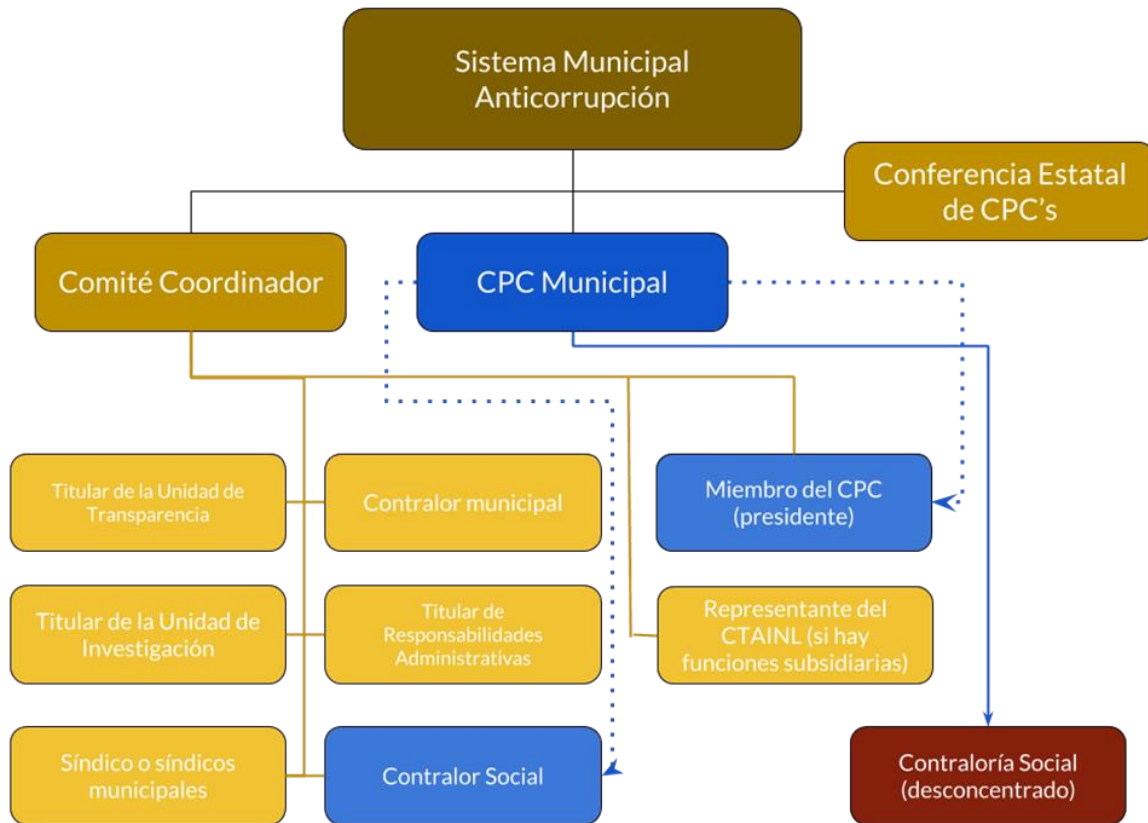 Sistema Municipal
Anticorrupción
Conferencia Estatal
de CPC's
Comité Coordinador
CPC Municipal
Titular de la Unidad de
Transparencia
Contralor municipal
Miembro del CPC
(presidente)
Titular de la Unidad de
Investigación
Titular de
Responsabilidades
Administrativas
Representante del
CTAINL (si hay
funciones subsidiarias)
Síndico o síndicos
municipales
Contralor Social
Contraloría Social
(desconcentrado)